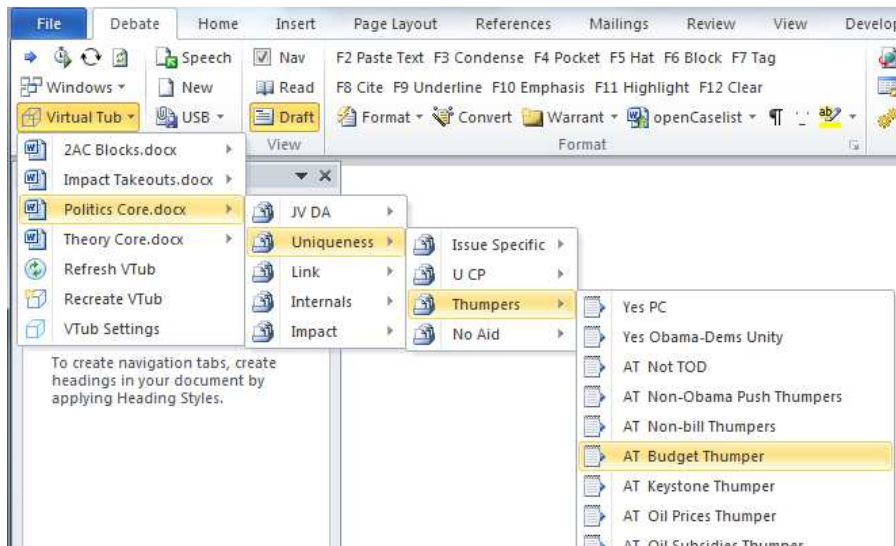 File Debate Home Insert Page Layout References Mailings Review View Develop
Speech Nav F2 Paste Text F3 Condense F4 Pocket F5 Hat F6 Block F7 Tag
Windows New Read F8 Cite F9 Underline F10 Emphasis F11 Highlight F12 Clear
Virtual Tub USB Draft Format Convert Warrant openCaselist ¶ ab
View Format
2AC Blocks.docx
Impact Takeouts.docx
Politics Core.docx
Theory Core.docx
Refresh VTub
Recreate VTub
VTub Settings
To create navigation tabs, create
headings in your document by
applying Heading Styles.
JV DA
Uniqueness
Link
Internals
Impact
Issue Specific
U CP
Thumpers
No Aid
Yes PC
Yes Obama-Dems Unity
AT Not TOD
AT Non-Obama Push Thumpers
AT Non-bill Thumpers
AT Budget Thumper
AT Keystone Thumper
AT Oil Prices Thumper
AT Oil Subsidies Thumper